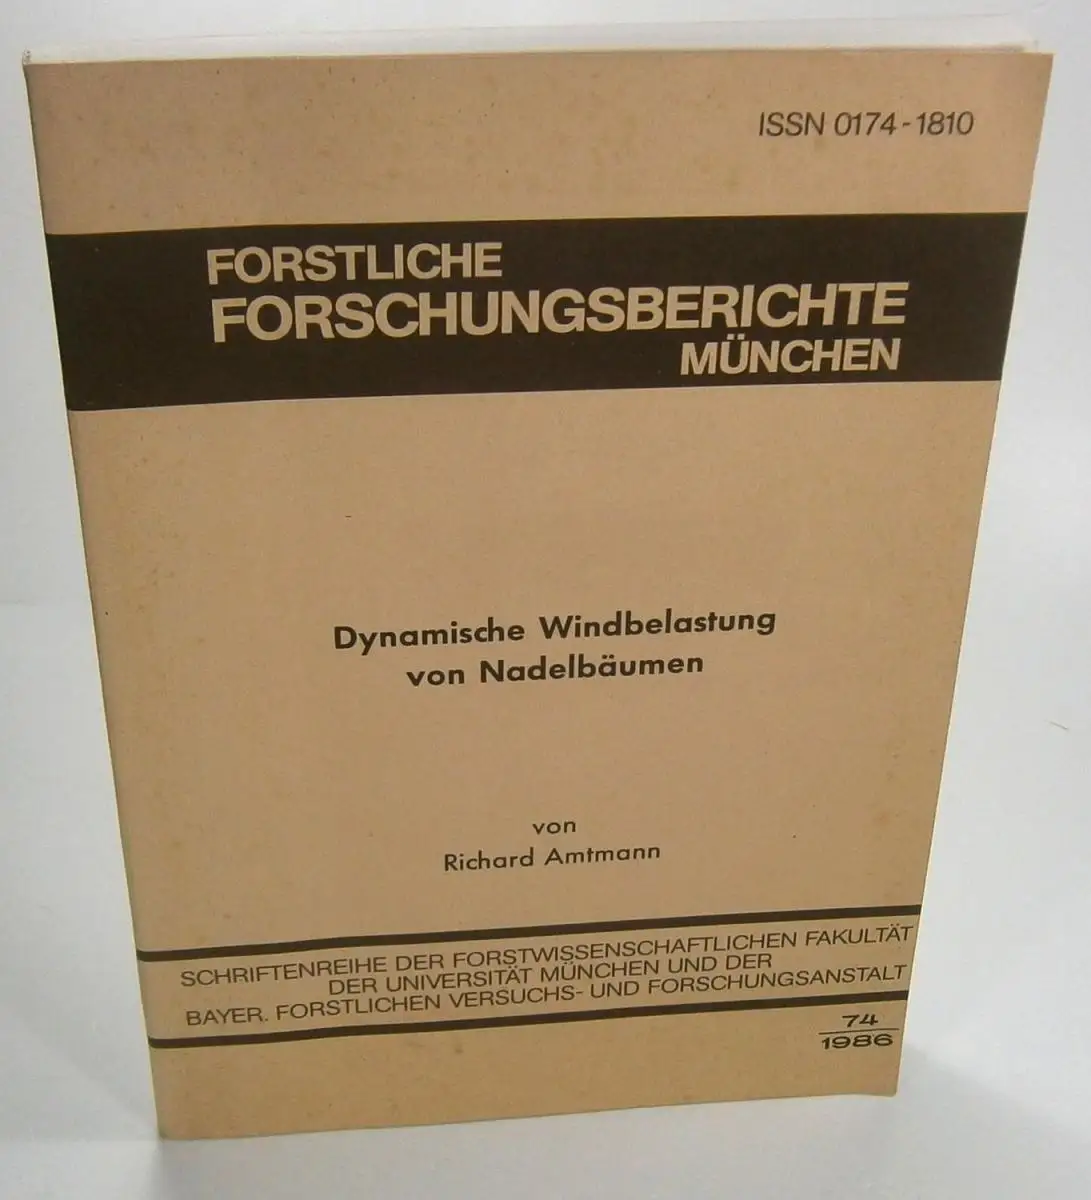 ISSN 0174-1810
FORSTLICHE
FORSCHUNGSBERICHTE
MÜNCHEN
Dynamische Windbelastung
von Nadelbäumen
von
Richard Amtmann
SCHRIFTENREIHE DER FORSTWISSENSCHAFTLICHEN FAKULTÄT
DER UNIVERSITÄT MÜNCHEN UND DER
BAYER. FORSTLICHEN VERSUCHS- UND FORSCHUNGSANSTALT
74
1986